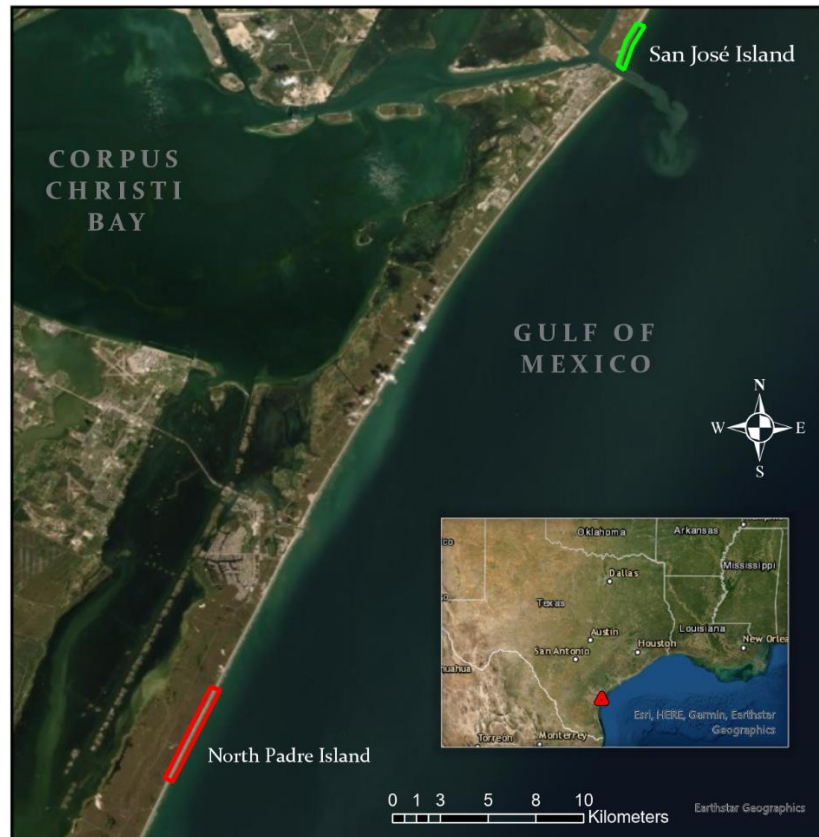 San José Island
CORPUS
CHRISTI
BAY
GULF OF
MEXICO
N
W
E
S
Oklahoma
Arkansas
Mississippi
Dallas
Texas
Louisiana
Austin
San Antonio
Houston
New Orlea
huahua
Esri, HERE, Garmin, Earthstar
Geographics
Torreon
Monterrey
North Padre Island
0 1 3 5 8 10
Kilometers
Earthstar Geographics